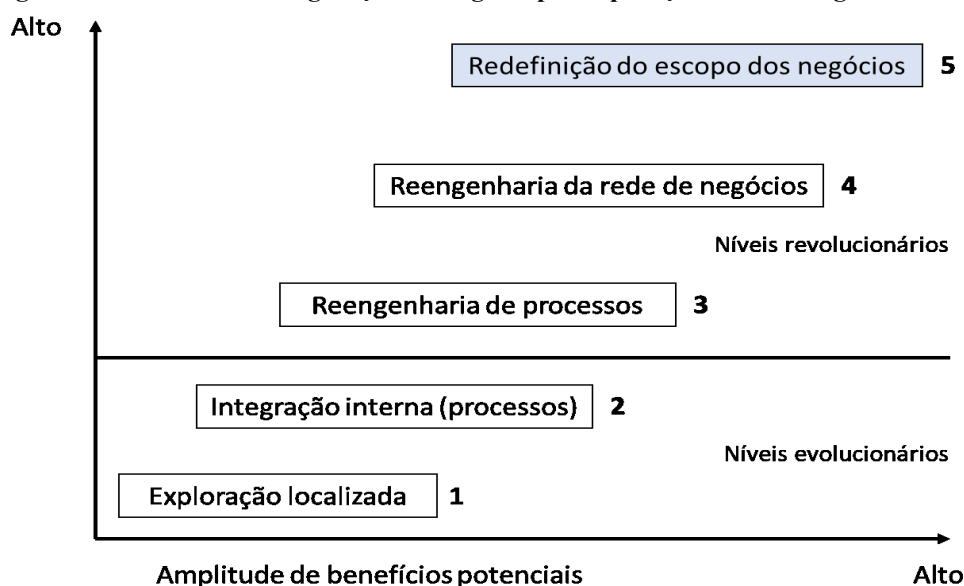 Alto
Redefinição do escopo dos negócios 5
Reengenharia da rede de negócios 4
Níveis revolucionários
Reengenharia de processos 3
Integração interna (processos) 2
Níveis evolucionários
Exploração localizada 1
Amplitude de benefícios potenciais Alto